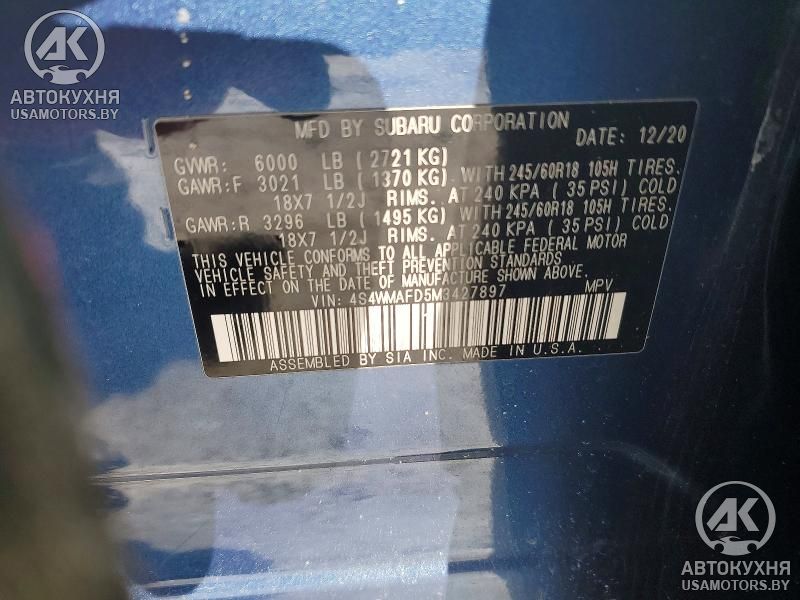 АК
АВТОКУХНЯ
USAMOTORS.BY
MFD BY SUBARU CORPORATION
DATE: 12/20
GVWR: 6000 LB ( 2721 KG)
GAWR:F 3021 LB ( 1370 KG) WITH 245/60R18 105H TIRES.
18X7 1/2J RIMS. AT 240 KPA ( 35 PSI) COLD
GAWR:R 3296 LB ( 1495 KG) WITH 245/60R18 105H TIRES.
18X7 1/2J RIMS. AT 240 KPA ( 35 PSI) COLD
THIS VEHICLE CONFORMS TO ALL APPLICABLE FEDERAL MOTOR
VEHICLE SAFETY AND THEFT PREVENTION STANDARDS
IN EFFECT ON THE DATE OF MANUFACTURE SHOWN ABOVE.
VIN: 4S4WMAFD5M3427897 MPV
ASSEMBLED BY SIA INC. MADE IN U.S.A.
АК
АВТОКУХНЯ
USAMOTORS.BY